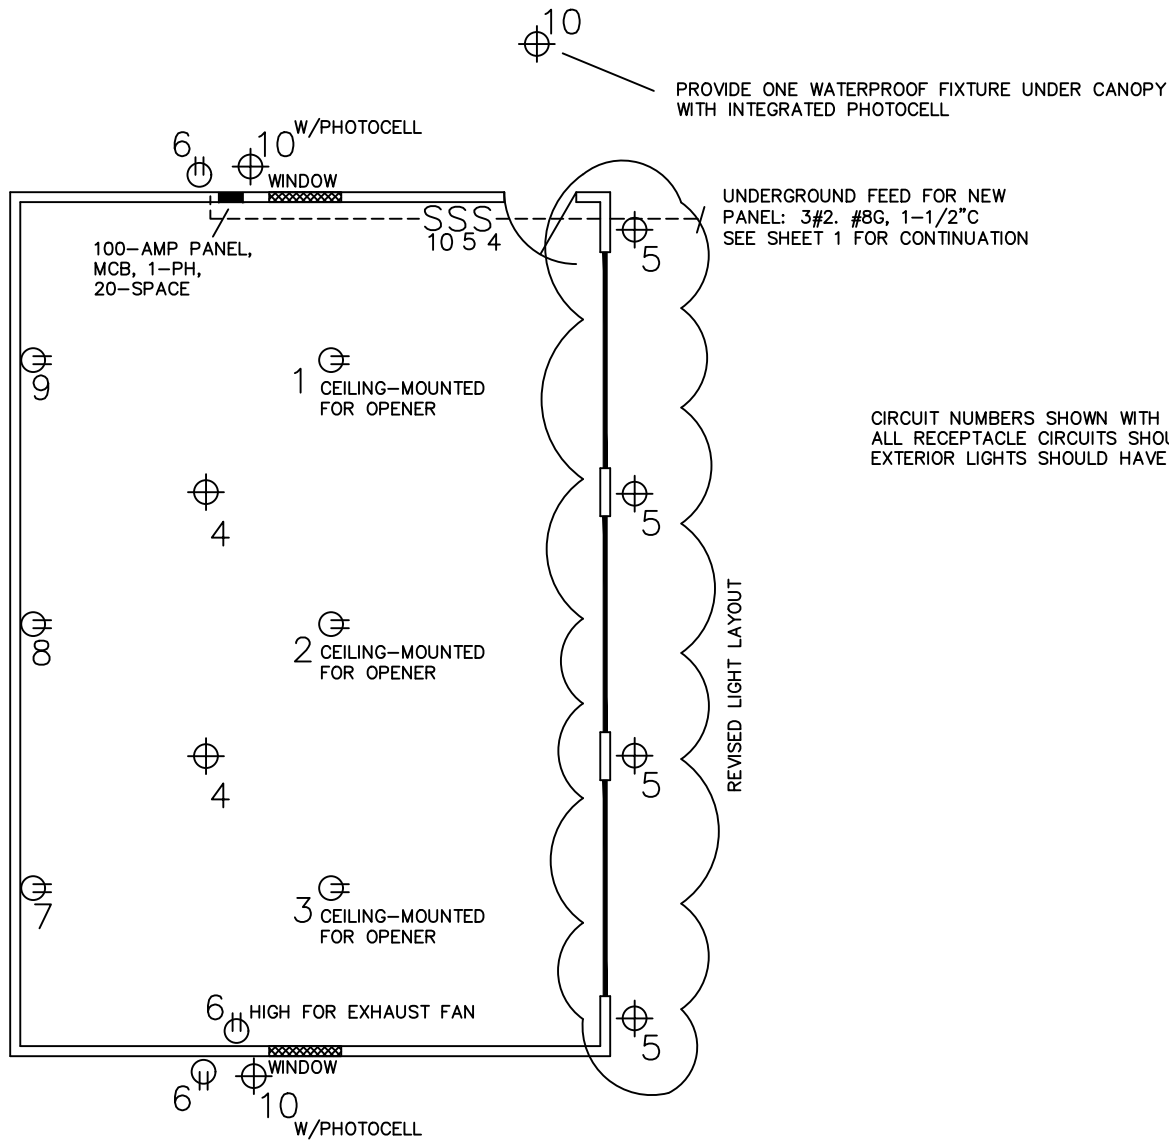 10
PROVIDE ONE WATERPROOF FIXTURE UNDER CANOPY
WITH INTEGRATED PHOTOCELL
6
10
W/PHOTOCELL
WINDOW
UNDERGROUND FEED FOR NEW
PANEL: 3#2. #8G, 1-1/2"C
SEE SHEET 1 FOR CONTINUATION
SSS
10 5 4
5
100-AMP PANEL,
MCB, 1-PH,
20-SPACE
9
1
CEILING-MOUNTED
FOR OPENER
CIRCUIT NUMBERS SHOWN WITH
ALL RECEPTACLE CIRCUITS
EXTERIOR LIGHTS SHOULD HAVE
4
5
8
2
CEILING-MOUNTED
FOR OPENER
REVISED LIGHT LAYOUT
4
5
7
3
CEILING-MOUNTED
FOR OPENER
6
HIGH FOR EXHAUST FAN
5
WINDOW
6
10
W/PHOTOCELL